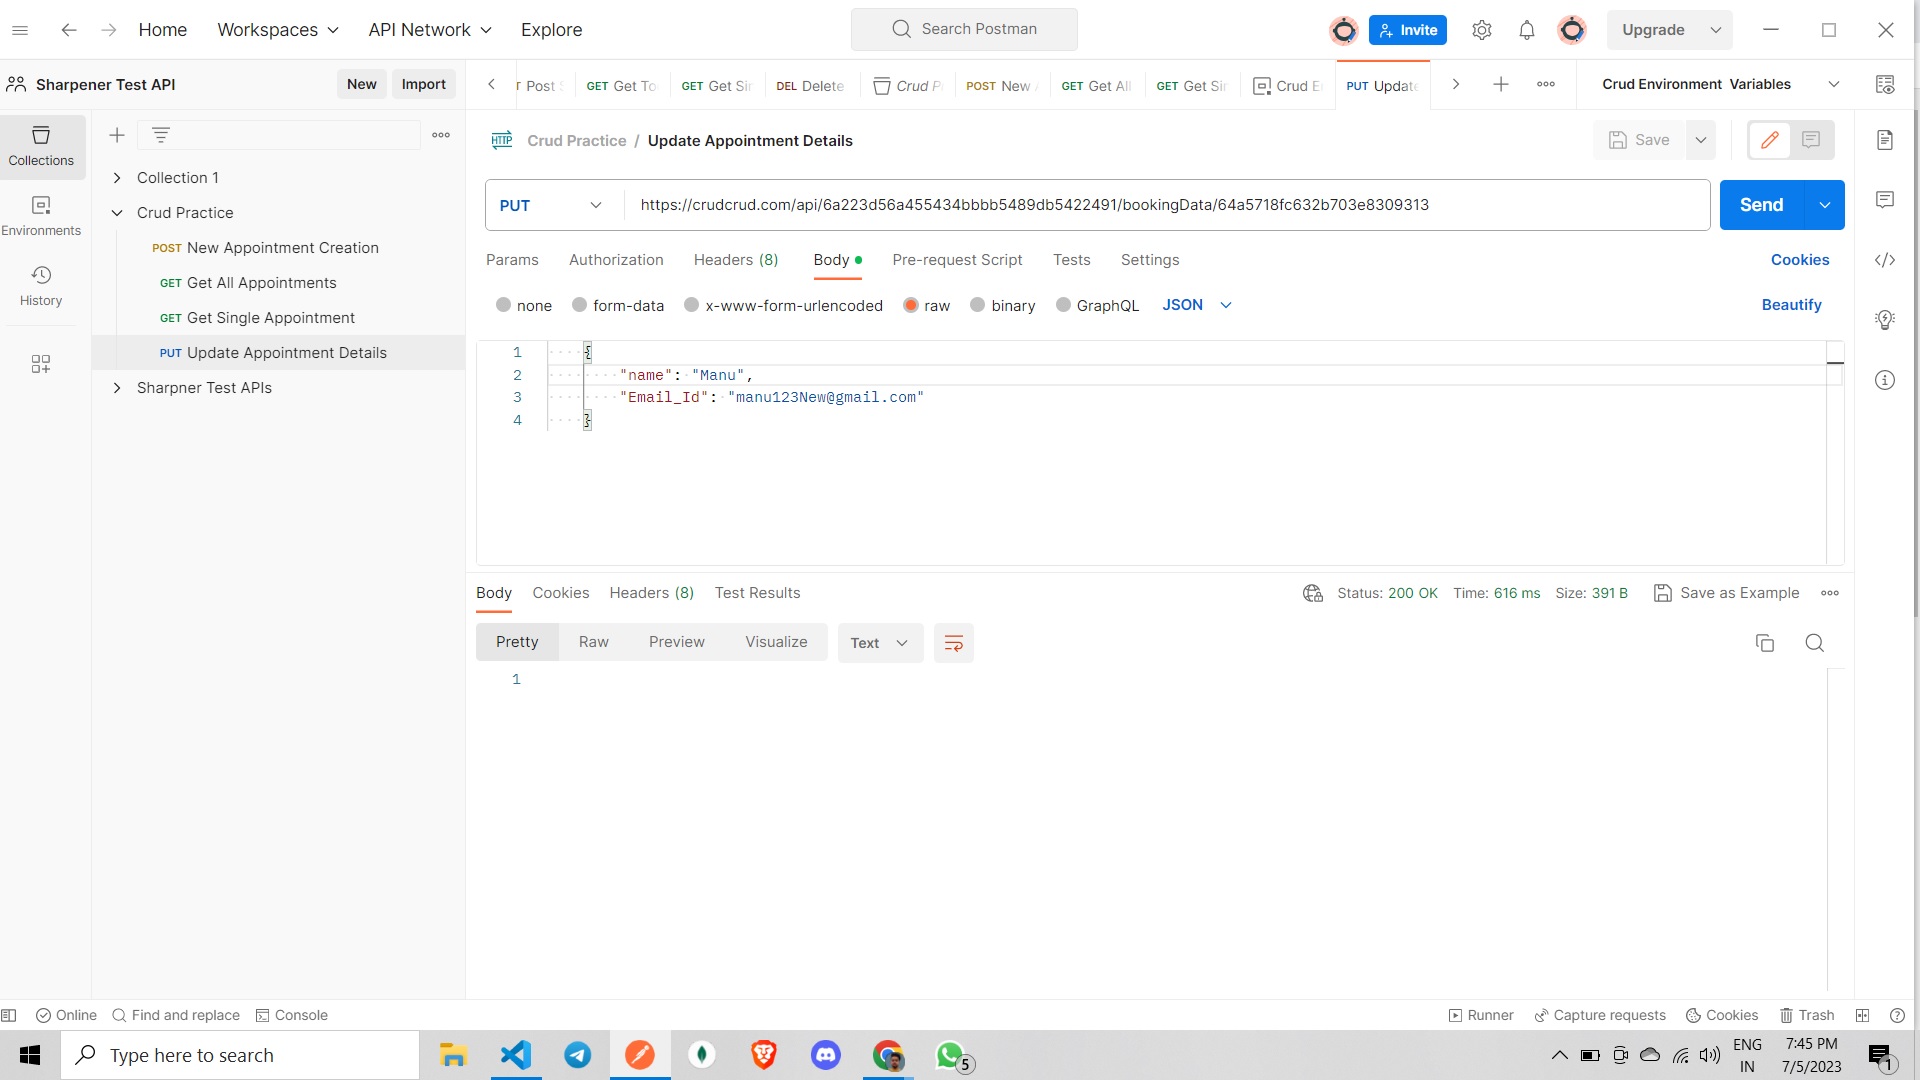 Home
Workspaces
API Network
Explore
Search Postman
Invite
Upgrade
Sharpener Test API
New
Import
Post
GET Get To
GET Get Sin
DEL Delete
Crud P
POST New
GET Get All
GET Get Sin
Crud E
PUT Update
Crud Environment Variables
Collections
Environments
History
Collection 1
Crud Practice
POST New Appointment Creation
GET Get All Appointments
GET Get Single Appointment
PUT Update Appointment Details
Sharpner Test APIs
HTTP Crud Practice / Update Appointment Details
Save
PUT
https://crudcrud.com/api/6a223d56a455434bbbb5489db5422491/bookingData/64a5718fc632b703e8309313
Send
Params
Authorization
Headers (8)
Body
Pre-request Script
Tests
Settings
Cookies
none
form-data
x-www-form-urlencoded
raw
binary
GraphQL
JSON
Beautify
1 {
2 "name": "Manu",
3 "Email_Id": "manu123New@gmail.com"
4 }
Body
Cookies
Headers (8)
Test Results
Status: 200 OK
Time: 616 ms
Size: 391 B
Save as Example
Pretty
Raw
Preview
Visualize
Text
1
Online
Find and replace
Console
Runner
Capture requests
Cookies
Trash
Type here to search
5
ENG
IN
7:45 PM
7/5/2023
1